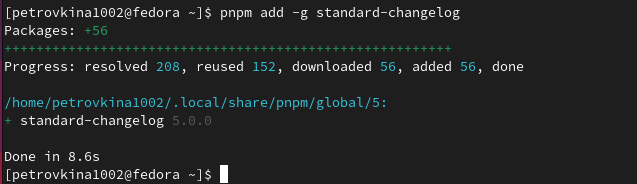 [petrovkina1002@fedora ~]$ pnpm add -g standard-changelog
Packages: +56
++++++++++++++++++++++++++++++++++++++++++++++++++++++++
Progress: resolved 208, reused 152, downloaded 56, added 56, done
/home/petrovkina1002/.local/share/pnpm/global/5:
+ standard-changelog 5.0.0
Done in 8.6s
[petrovkina1002@fedora ~]$